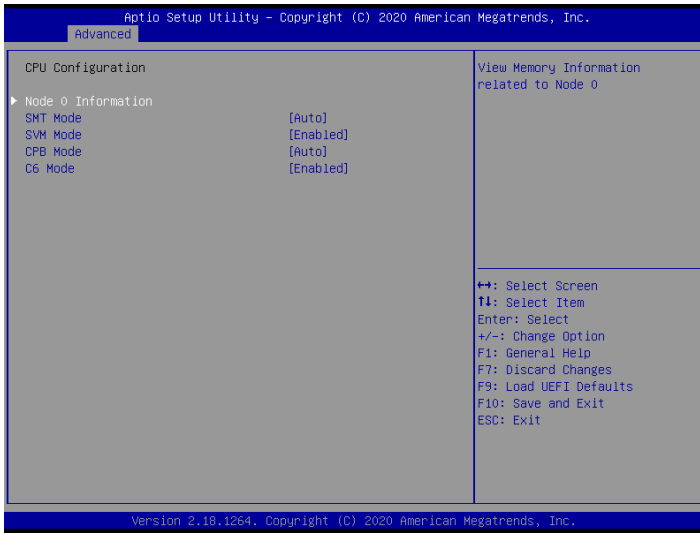 Aptio Setup Utility – Copyright (C) 2020 American Megatrends, Inc.
Advanced
CPU Configuration
Node 0 Information
SMT Mode [Auto]
SVM Mode [Enabled]
CPB Mode [Auto]
C6 Mode [Enabled]
View Memory Information
related to Node 0
↔: Select Screen
↑↓: Select Item
Enter: Select
+/-: Change Option
F1: General Help
F7: Discard Changes
F9: Load UEFI Defaults
F10: Save and Exit
ESC: Exit
Version 2.18.1264. Copyright (C) 2020 American Megatrends, Inc.